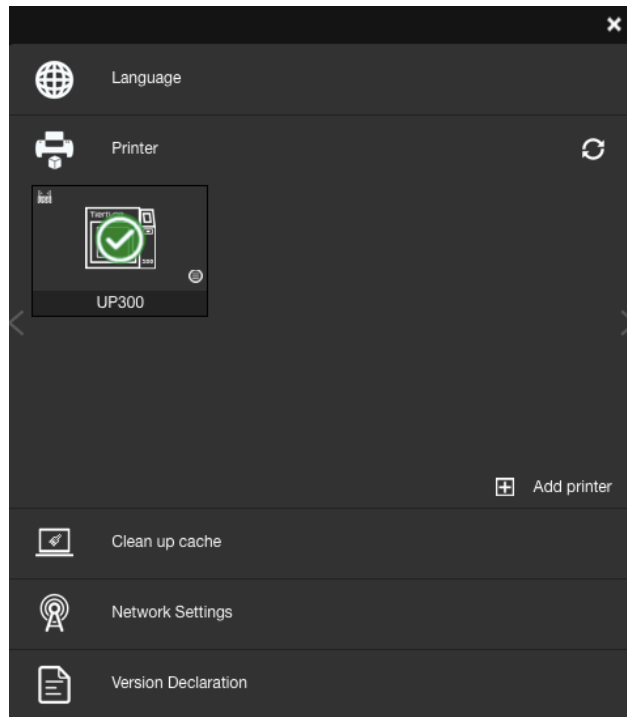 Language
Printer
UP300
Add printer
Clean up cache
Network Settings
Version Declaration